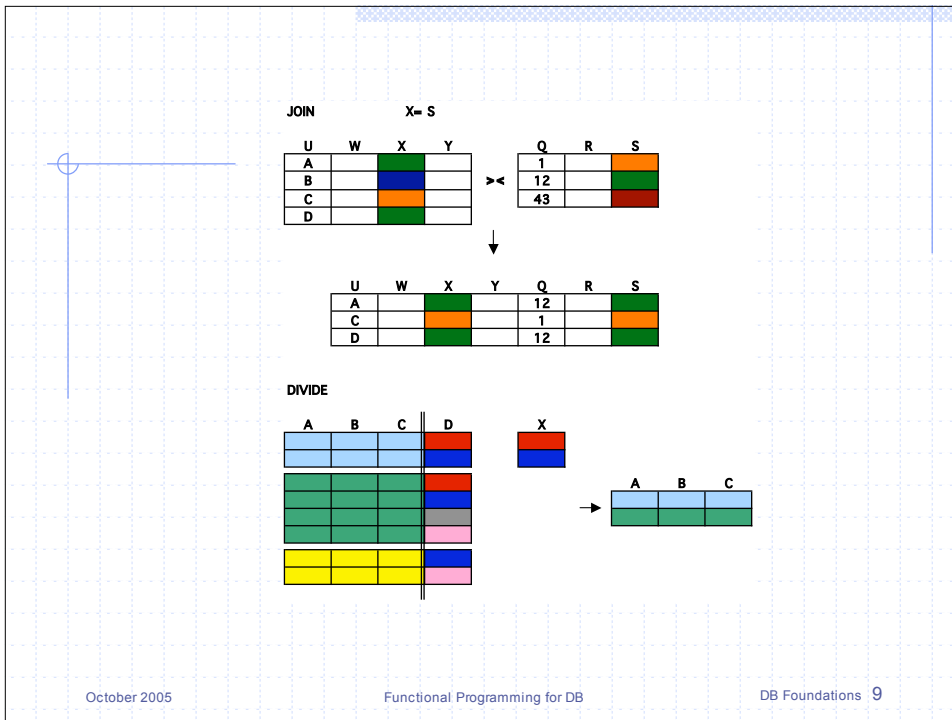 JOIN X= S
U W X Y Q R S
A 1
B >< 12
C 43
D
U W X Y Q R S
A 12
C 1
D 12
DIVIDE
A B C D X
A B C
October 2005 Functional Programming for DB DB Foundations 9